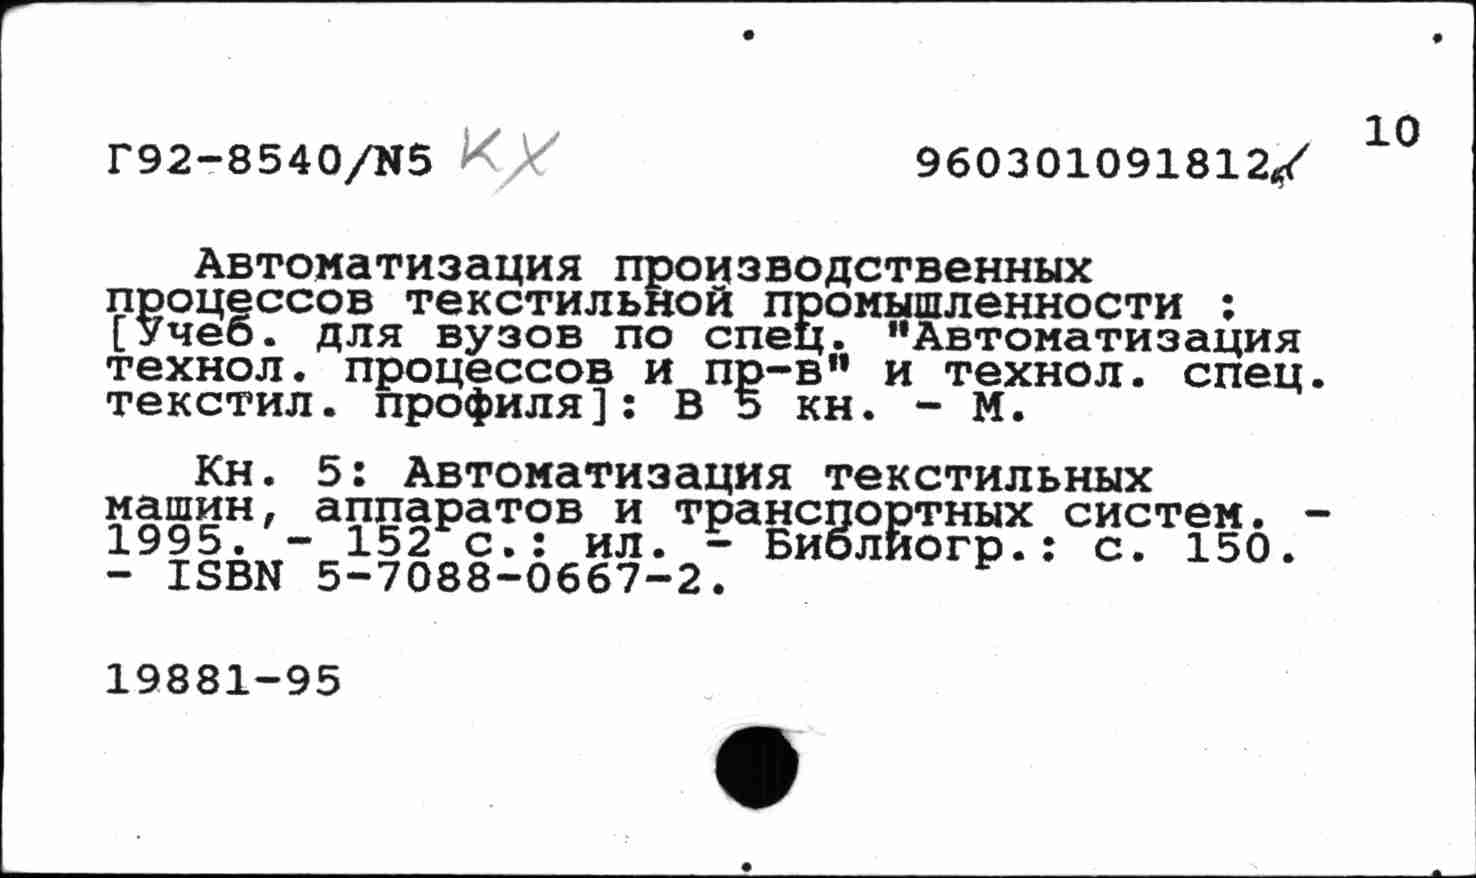 10
Г92-8540/N5 КХ 960301091812
Автоматизация производственных
процессов текстильной промышленности :
[Учеб. для вузов по спец. "Автоматизация
технол. процессов и пр-в" и технол. спец.
текстил. профиля]: В 5 кн. - М.
Кн. 5: Автоматизация текстильных
машин, аппаратов и транспортных систем. -
1995. - 152 с.: ил. - Библиогр.: с. 150.
- ISBN 5-7088-0667-2.
19881-95